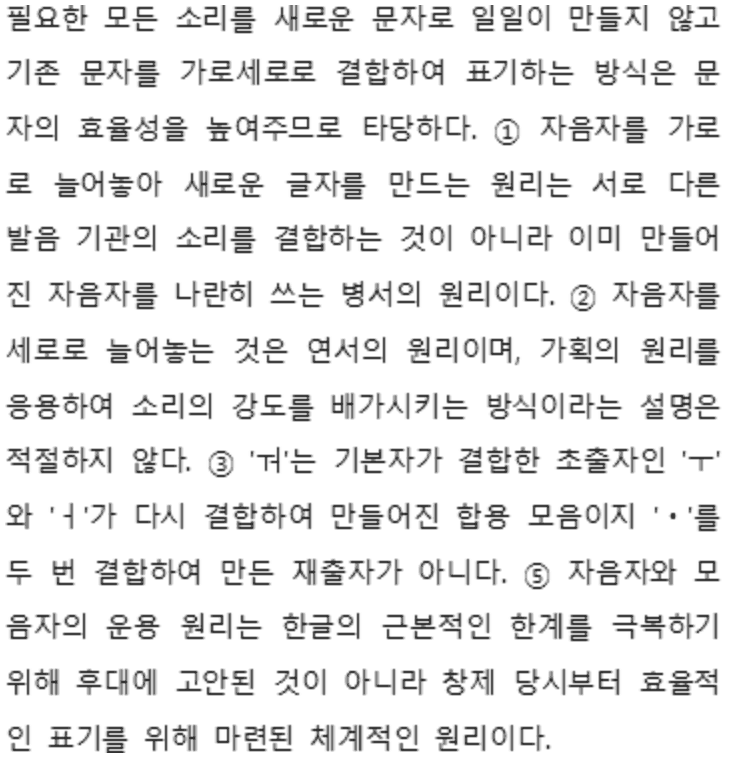 필요한 모든 소리를 새로운 문자로 일일이 만들지 않고
기존 문자를 가로세로로 결합하여 표기하는 방식은 문
자의 효율성을 높여주므로 타당하다. ① 자음자를 가로
로 늘어놓아 새로운 글자를 만드는 원리는 서로 다른
발음 기관의 소리를 결합하는 것이 아니라 이미 만들어
진 자음자를 나란히 쓰는 병서의 원리이다. ② 자음자를
세로로 늘어놓는 것은 연서의 원리이며, 가획의 원리를
응용하여 소리의 강도를 배가시키는 방식이라는 설명은
적절하지 않다. ③ 'ㅝ'는 기본자가 결합한 초출자인 'ㅜ'
와 'ㅓ'가 다시 결합하여 만들어진 합용 모음이지 'ㆍ'를
두 번 결합하여 만든 재출자가 아니다. ⑤ 자음자와 모
음자의 운용 원리는 한글의 근본적인 한계를 극복하기
위해 후대에 고안된 것이 아니라 창제 당시부터 효율적
인 표기를 위해 마련된 체계적인 원리이다.